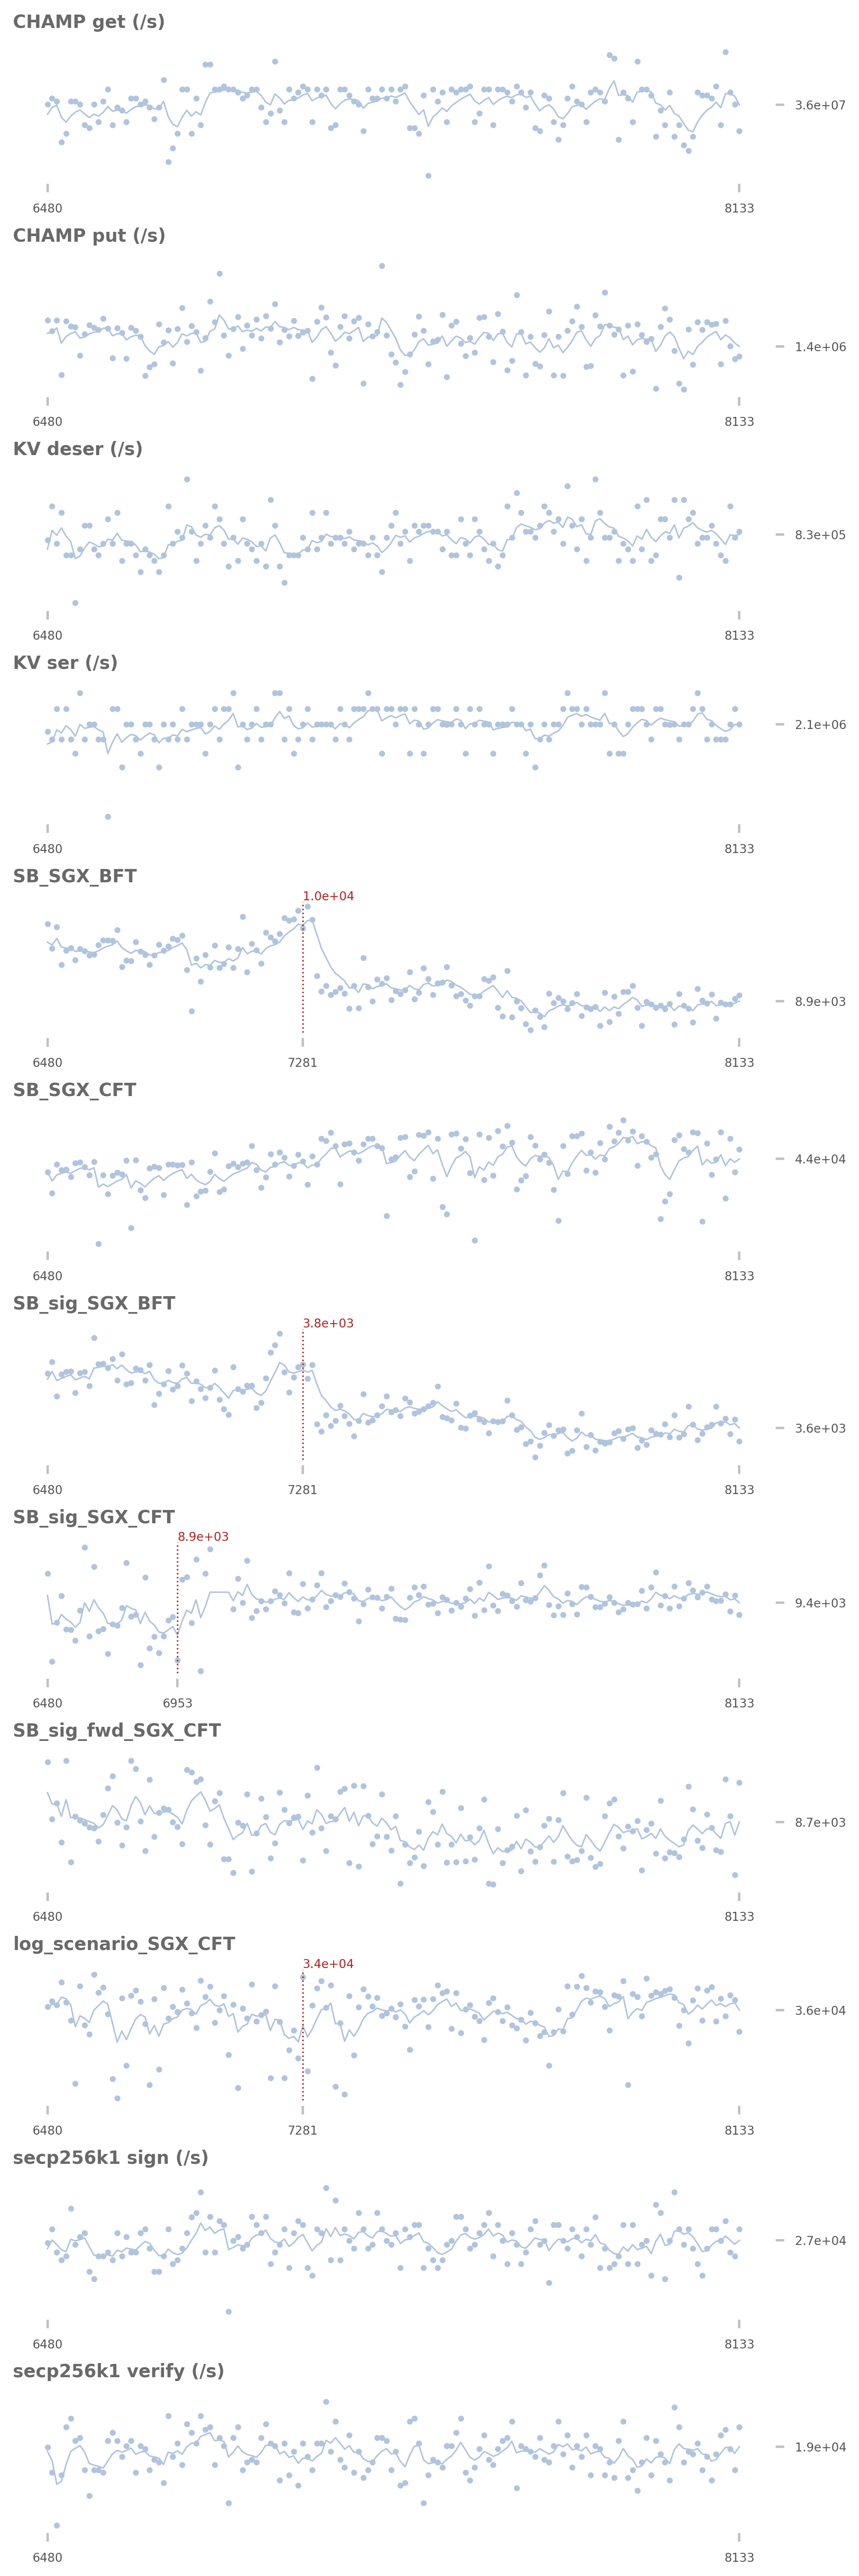 CHAMP get (/s)
3.6e+07
6480 8133
CHAMP put (/s)
1.4e+06
6480 8133
KV deser (/s)
8.3e+05
6480 8133
KV ser (/s)
2.1e+06
6480 8133
SB_SGX_BFT
1.0e+04
8.9e+03
6480 7281 8133
SB_SGX_CFT
4.4e+04
6480 8133
SB_sig_SGX_BFT
3.8e+03
3.6e+03
6480 7281 8133
SB_sig_SGX_CFT
8.9e+03
9.4e+03
6480 6953 8133
SB_sig_fwd_SGX_CFT
8.7e+03
6480 8133
log_scenario_SGX_CFT
3.4e+04
3.6e+04
6480 7281 8133
secp256k1 sign (/s)
2.7e+04
6480 8133
secp256k1 verify (/s)
1.9e+04
6480 8133